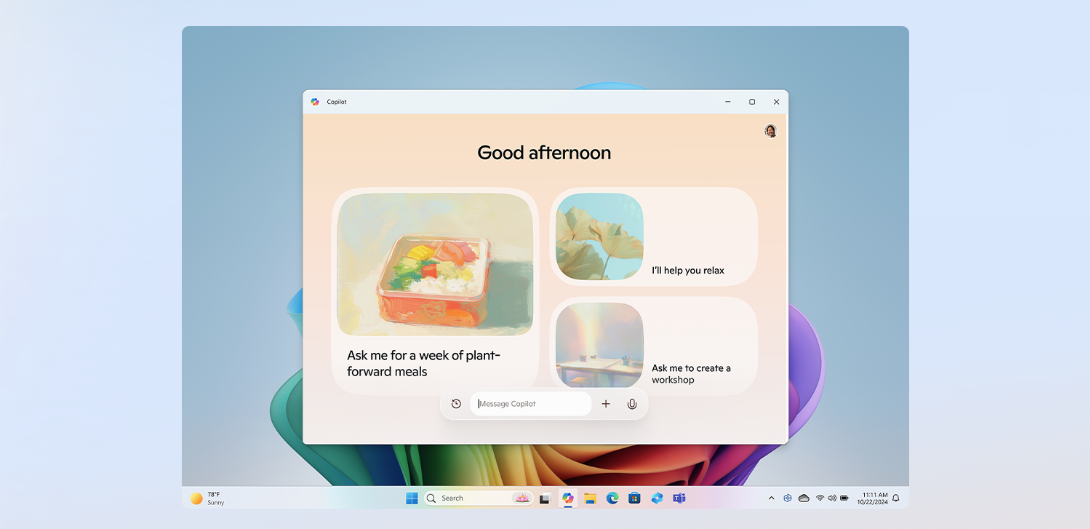 Copilot
Good afternoon
Ask me for a week of plant-
forward meals
I'll help you relax
Ask me to create a
workshop
Message Copilot
78°F
Sunny
Search
11:11 AM
10/22/2024